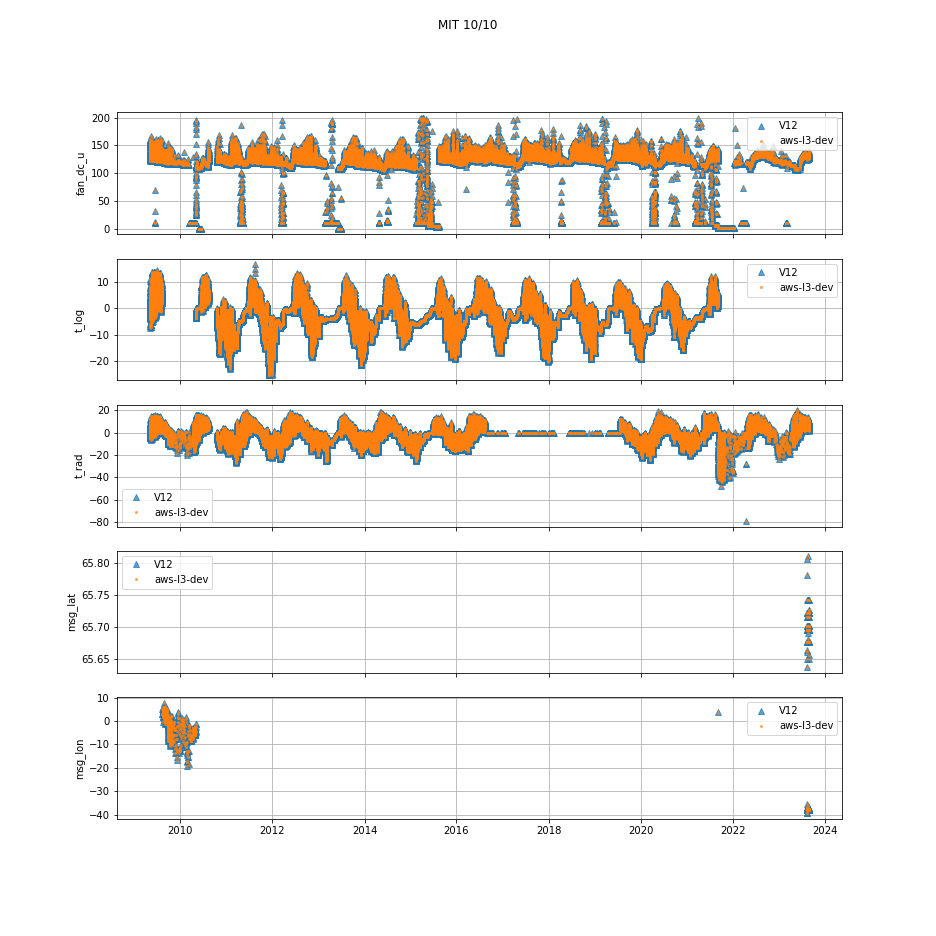 MIT 10/10
fan_dc_u
200
150
100
50
0
V12
aws-l3-dev
t_log
10
0
−10
−20
V12
aws-l3-dev
t_rad
20
0
−20
−40
−60
−80
V12
aws-l3-dev
msg_lat
65.80
65.75
65.70
65.65
V12
aws-l3-dev
msg_lon
10
0
−10
−20
−30
−40
V12
aws-l3-dev
2010 2012 2014 2016 2018 2020 2022 2024